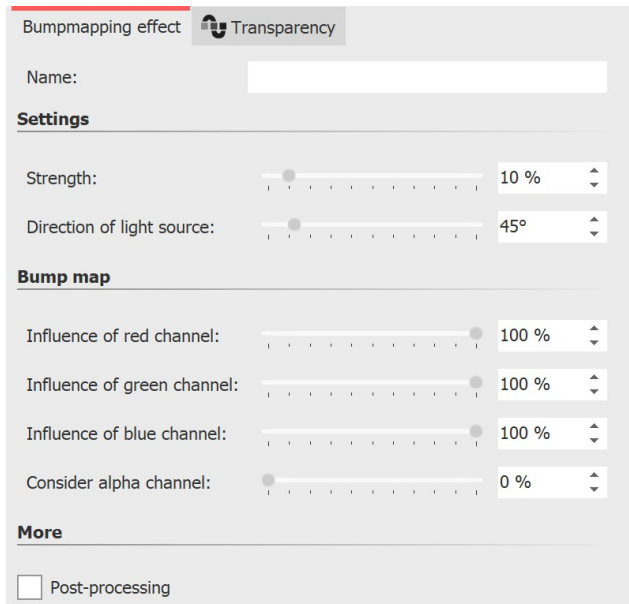 Bumpmapping effect Transparency
Name:
Settings
Strength: 10 %
Direction of light source: 45°
Bump map
Influence of red channel: 100 %
Influence of green channel: 100 %
Influence of blue channel: 100 %
Consider alpha channel: 0 %
More
Post-processing